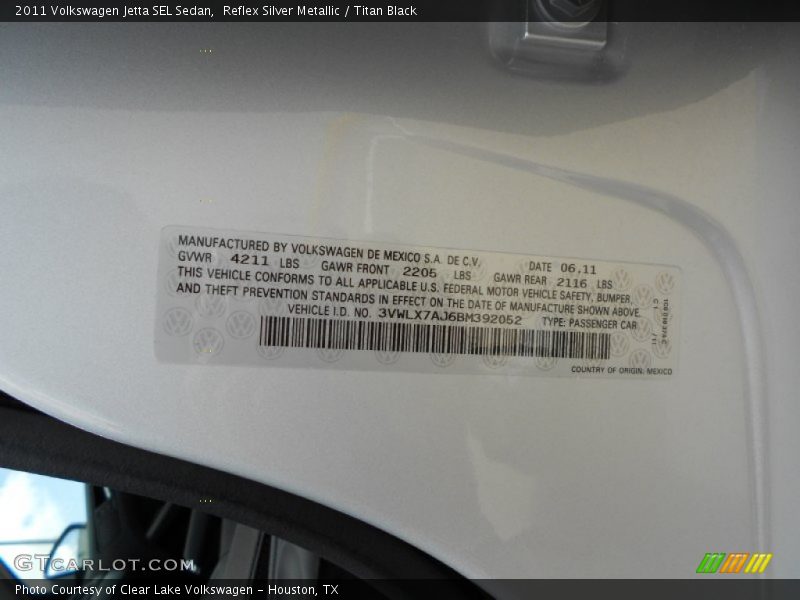 2011 Volkswagen Jetta SEL Sedan,  Reflex Silver Metallic / Titan Black
MANUFACTURED BY VOLKSWAGEN DE MEXICO S.A. DE C.V. DATE 06.11
GVWR 4211 LBS GAWR FRONT 2205 LBS GAWR REAR 2116 LBS
THIS VEHICLE CONFORMS TO ALL APPLICABLE U.S. FEDERAL MOTOR VEHICLE SAFETY, BUMPER,
AND THEFT PREVENTION STANDARDS IN EFFECT ON THE DATE OF MANUFACTURE SHOWN ABOVE.
VEHICLE I.D. NO. 3VWLX7AJ6BM392052 TYPE: PASSENGER CAR
COUNTRY OF ORIGIN: MEXICO
GTCARLOT.COM
Photo Courtesy of Clear Lake Volkswagen - Houston, TX